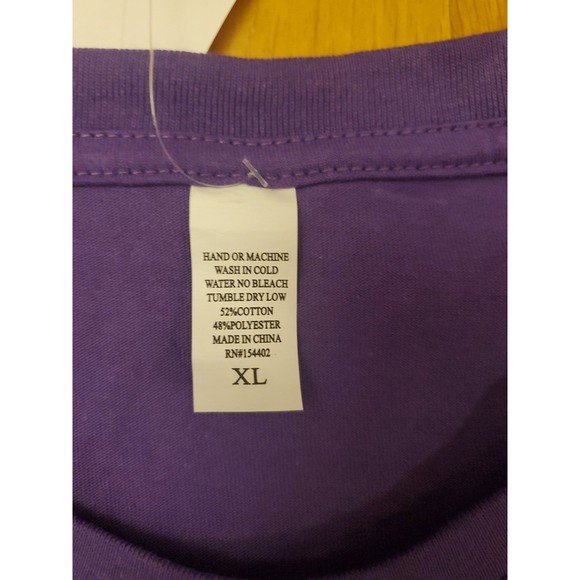 HAND OR MACHINE
WASH IN COLD
WATER NO BLEACH
TUMBLE DRY LOW
52%COTTON
48%POLYESTER
MADE IN CHINA
RN#154402
XL